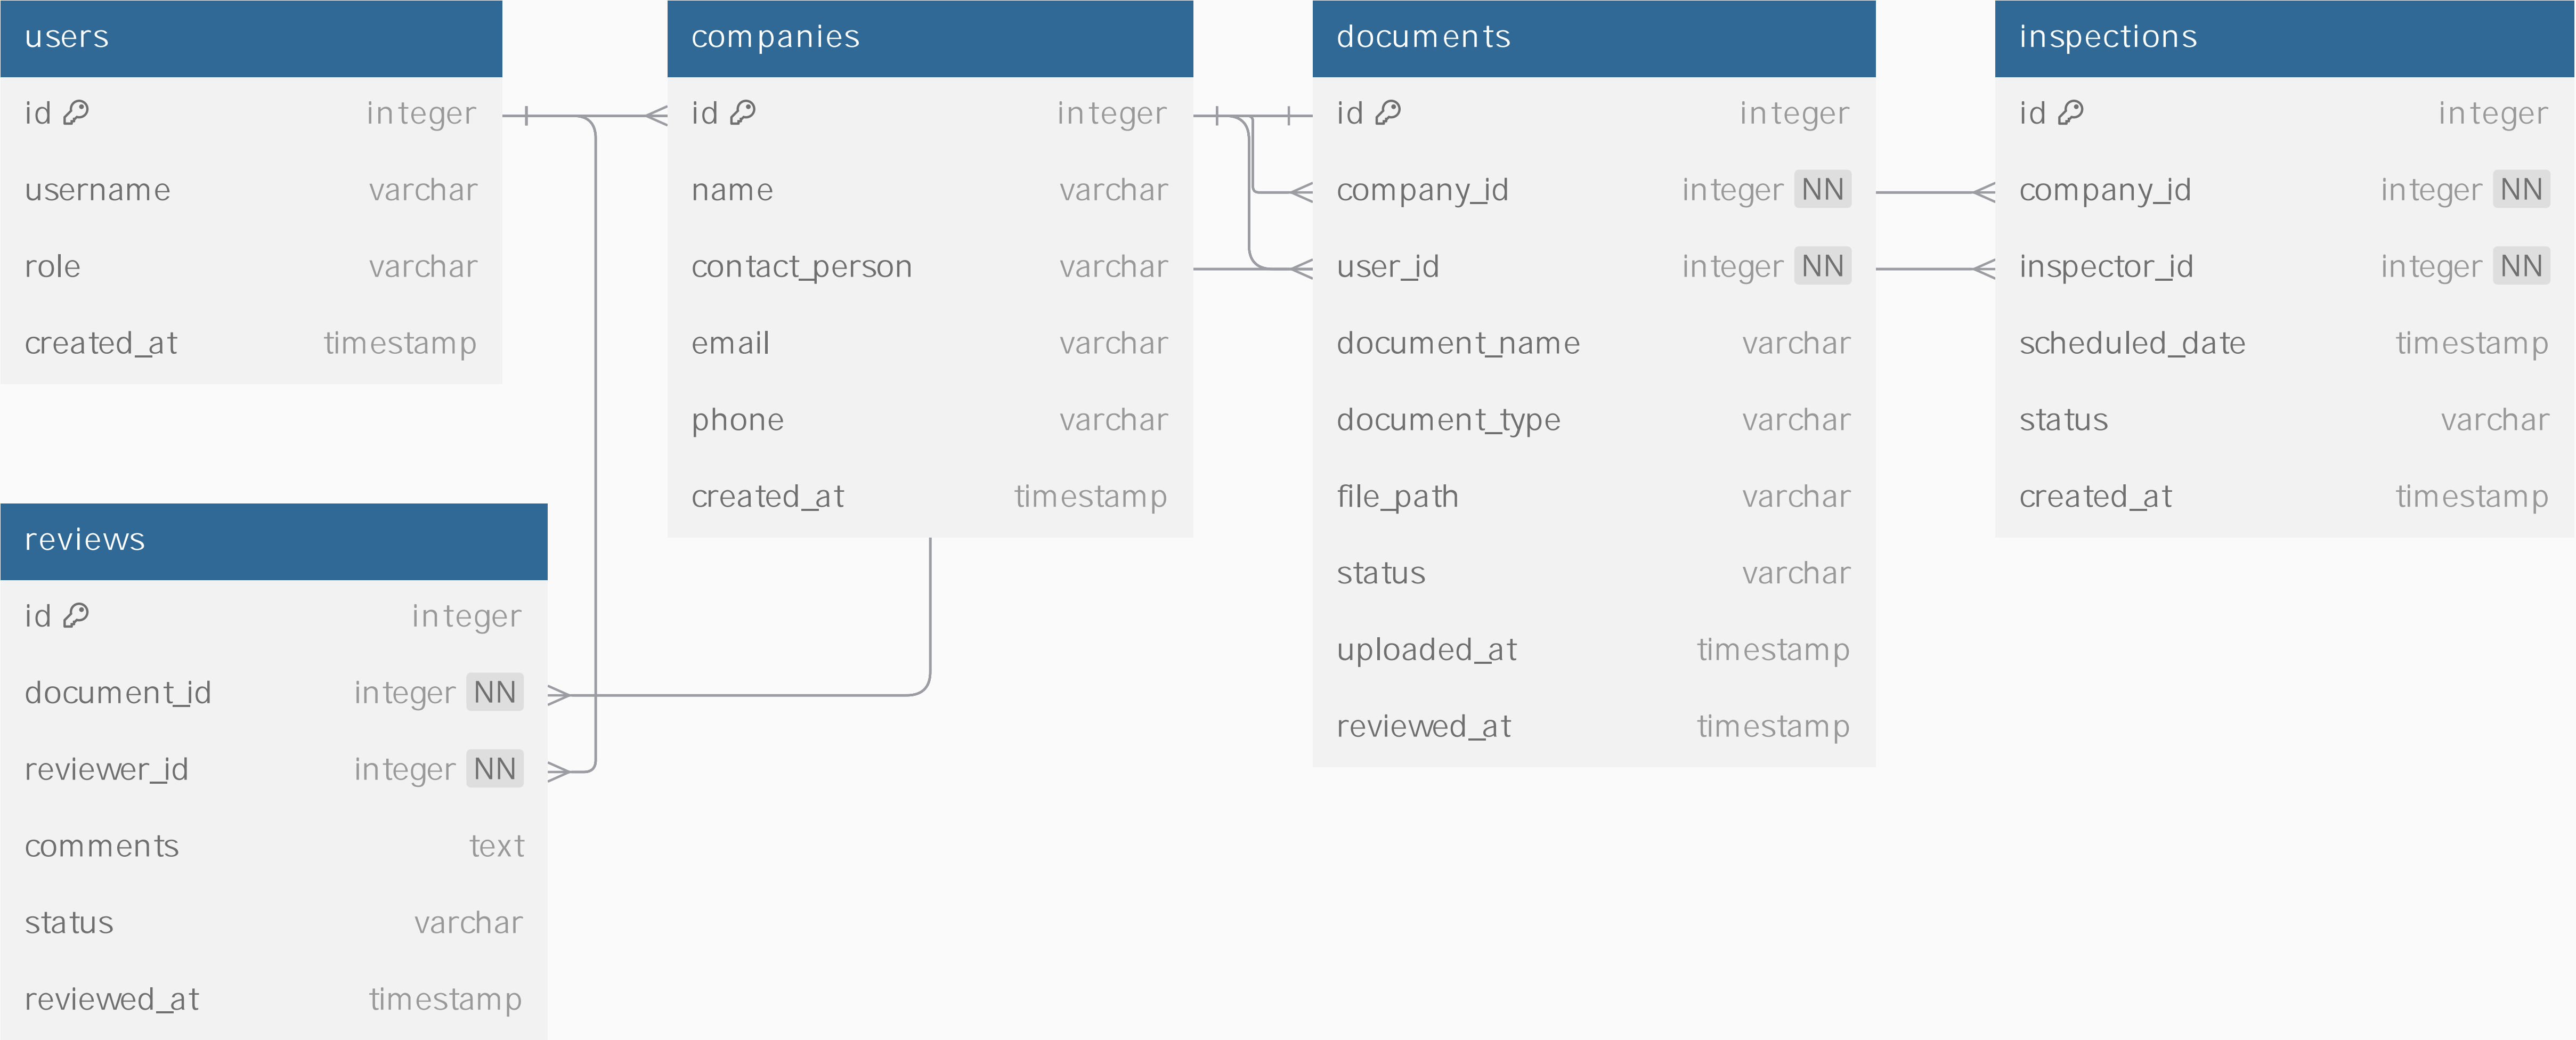 users
id integer
username varchar
role varchar
created_at timestamp
companies
id integer
name varchar
contact_person varchar
email varchar
phone varchar
created_at timestamp
documents
id integer
company_id integer NN
user_id integer NN
document_name varchar
document_type varchar
file_path varchar
status varchar
uploaded_at timestamp
reviewed_at timestamp
inspections
id integer
company_id integer NN
inspector_id integer NN
scheduled_date timestamp
status varchar
created_at timestamp
reviews
id integer
document_id integer NN
reviewer_id integer NN
comments text
status varchar
reviewed_at timestamp